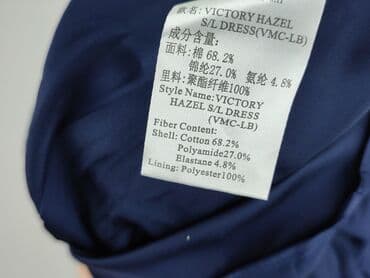 款名: VICTORY HAZEL
S/L DRESS(VMC-LB)
成分含量:
面料: 棉 68.2%
锦纶27.0% 氨纶 4.8%
里料: 聚酯纤维100%
Style Name: VICTORY
HAZEL S/L DRESS
(VMC-LB)
Fiber Content:
Shell: Cotton 68.2%
Polyamide27.0%
Elastane 4.8%
Lining: Polyester100%